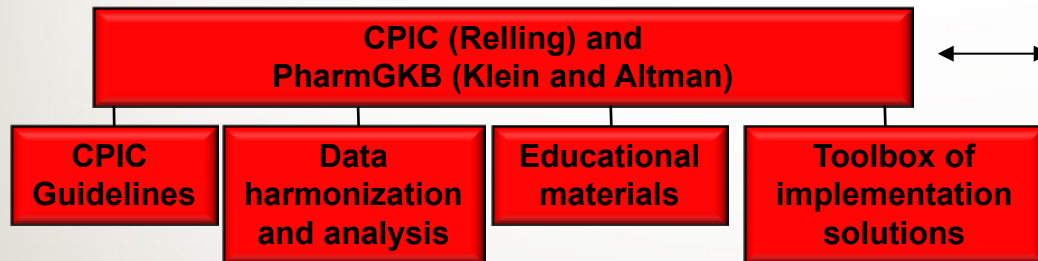 CPIC (Relling) and
PharmGKB (Klein and Altman)
CPIC
Guidelines
Data
harmonization
and analysis
Educational
materials
Toolbox of
implementation
solutions